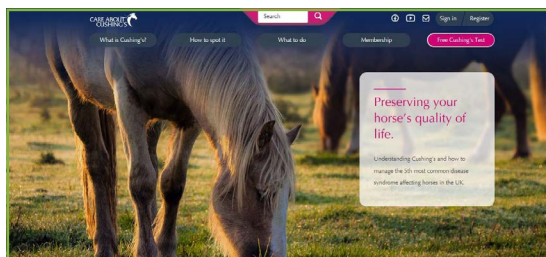 CARE ABOUT
CUSHING'S
Search
Sign in
Register
What is Cushing's?
How to spot it
What to do
Membership
Free Cushing's Test
Preserving your
horse's quality of
life.
Understanding Cushing's and how to
manage the 5th most common disease
syndrome affecting horses in the UK.